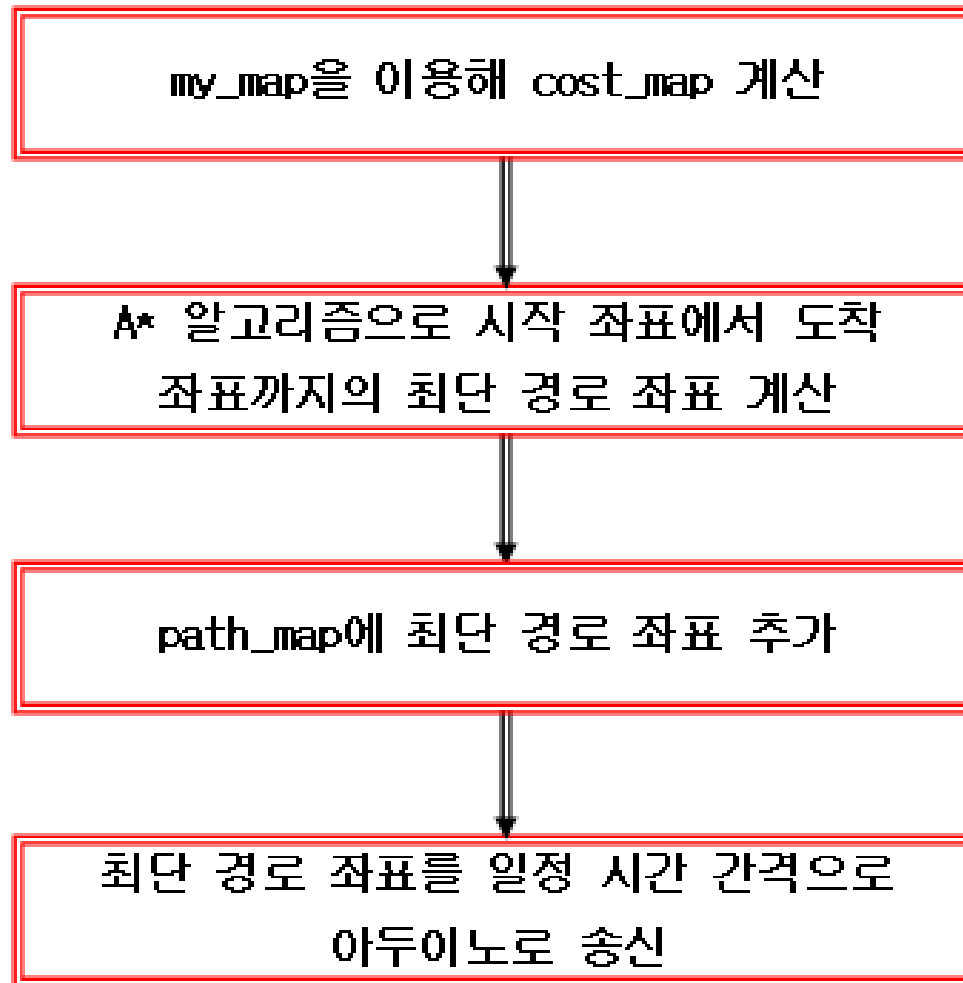 my_map을 이용해 cost_map 계산
A* 알고리즘으로 시작 좌표에서 도착
좌표까지의 최단 경로 좌표 계산
path_map에 최단 경로 좌표 추가
최단 경로 좌표를 일정 시간 간격으로
아두이노로 송신